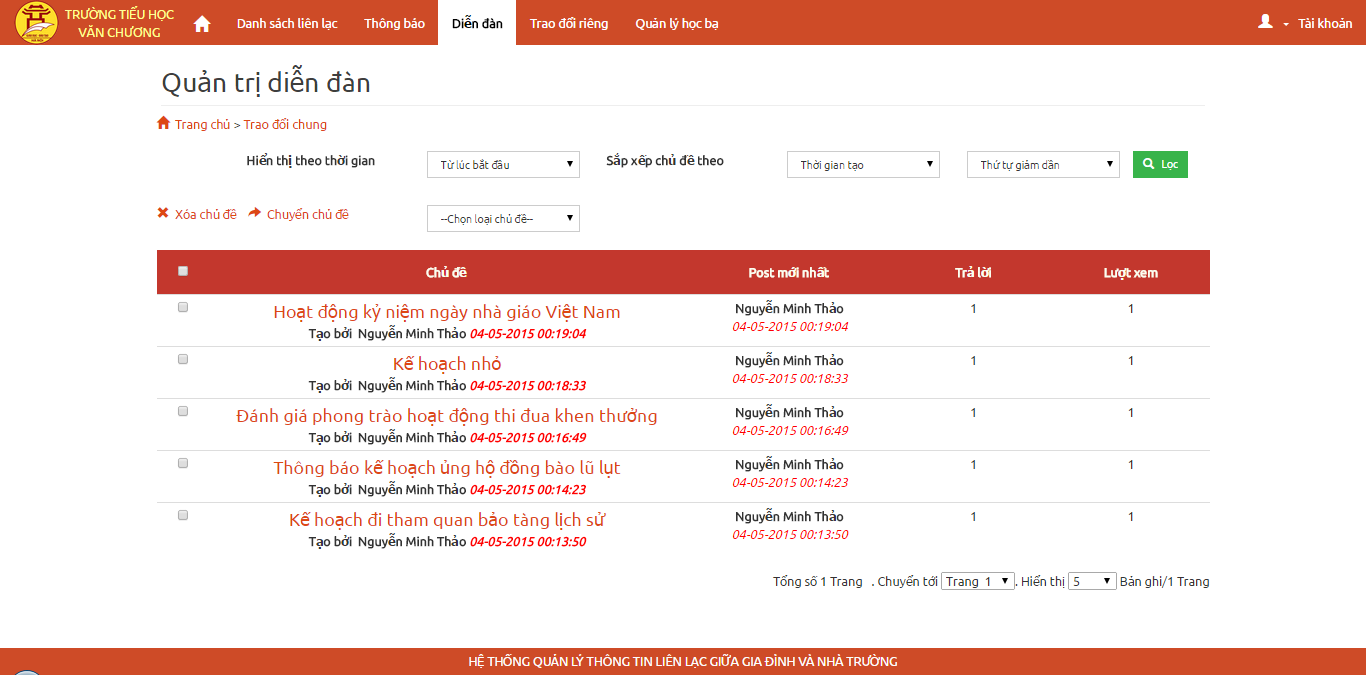 TRƯỜNG TIỂU HỌC
VĂN CHƯƠNG
Danh sách liên lạc Thông báo Diễn đàn Trao đổi riêng Quản lý học bạ Tài khoản
Quản trị diễn đàn
Trang chủ > Trao đổi chung
Hiển thị theo thời gian Từ lúc bắt đầu Sắp xếp chủ đề theo Thời gian tạo Thứ tự giảm dần Lọc
Xóa chủ đề Chuyển chủ đề --Chọn loại chủ đề--
Chủ đề Post mới nhất Trả lời Lượt xem
Hoạt động kỷ niệm ngày nhà giáo Việt Nam Nguyễn Minh Thảo 1 1
Tạo bởi Nguyễn Minh Thảo 04-05-2015 00:19:04 04-05-2015 00:19:04
Kế hoạch nhỏ Nguyễn Minh Thảo 1 1
Tạo bởi Nguyễn Minh Thảo 04-05-2015 00:18:33 04-05-2015 00:18:33
Đánh giá phong trào hoạt động thi đua khen thưởng Nguyễn Minh Thảo 1 1
Tạo bởi Nguyễn Minh Thảo 04-05-2015 00:16:49 04-05-2015 00:16:49
Thông báo kế hoạch ủng hộ đồng bào lũ lụt Nguyễn Minh Thảo 1 1
Tạo bởi Nguyễn Minh Thảo 04-05-2015 00:14:23 04-05-2015 00:14:23
Kế hoạch đi tham quan bảo tàng lịch sử Nguyễn Minh Thảo 1 1
Tạo bởi Nguyễn Minh Thảo 04-05-2015 00:13:50 04-05-2015 00:13:50
Tổng số 1 Trang . Chuyển tới Trang 1 . Hiển thị 5 Bản ghi/1 Trang
HỆ THỐNG QUẢN LÝ THÔNG TIN LIÊN LẠC GIỮA GIA ĐÌNH VÀ NHÀ TRƯỜNG